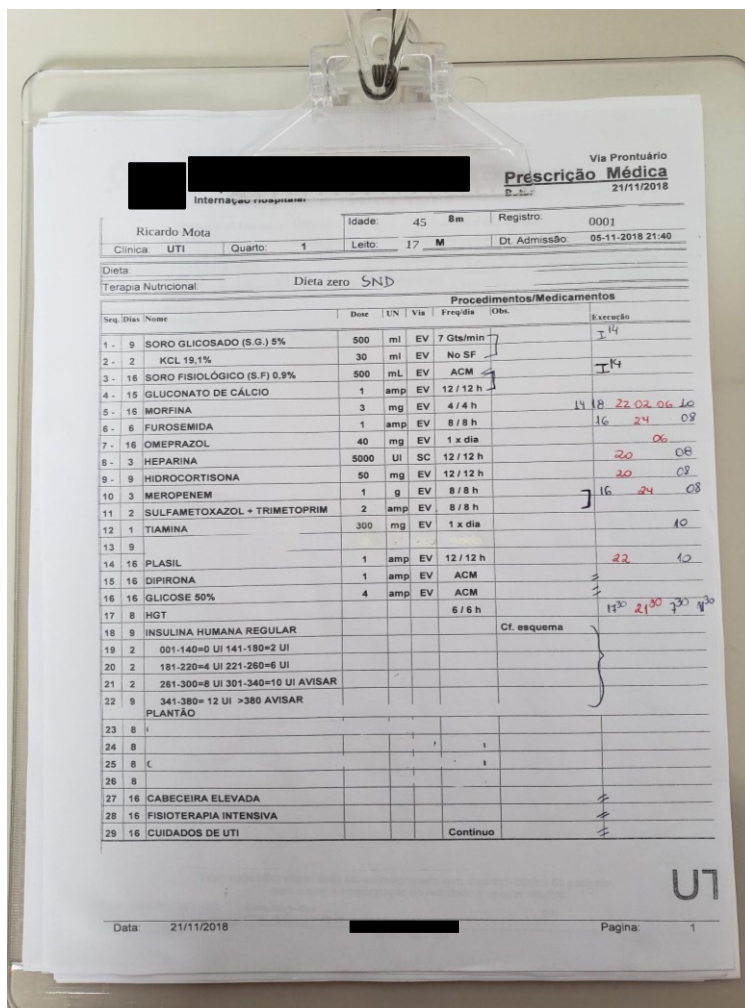 Via Prontuário
Prescrição Médica
21/11/2018
Internação Hospitalar
Ricardo Mota Idade: 45 8m Registro: 0001
Clínica: UTI Quarto: 1 Leito: 17 M Dt. Admissão: 05-11-2018 21:40
Dieta:
Terapia Nutricional: Dieta zero SND
Procedimentos/Medicamentos
Seq. Dias Nome Dose UN Via Freq/dia Obs. Execução
1 - 9 SORO GLICOSADO (S.G.) 5% 500 ml EV 7 Gts/min I 14
2 - 2 KCL 19,1% 30 ml EV No SF
3 - 16 SORO FISIOLÓGICO (S.F) 0,9% 500 mL EV ACM I 14
4 - 15 GLUCONATO DE CÁLCIO 1 amp EV 12 / 12 h
5 - 16 MORFINA 3 mg EV 4 / 4 h 14 18 22 02 06 10
6 - 6 FUROSEMIDA 1 amp EV 8 / 8 h 16 24 08
7 - 16 OMEPRAZOL 40 mg EV 1 x dia 06
8 - 3 HEPARINA 5000 UI SC 12 / 12 h 20 08
9 - 9 HIDROCORTISONA 50 mg EV 12 / 12 h 20 08
10 3 MEROPENEM 1 g EV 8 / 8 h 16 24 08
11 2 SULFAMETOXAZOL + TRIMETOPRIM 2 amp EV 8 / 8 h
12 1 TIAMINA 300 mg EV 1 x dia 10
13 9
14 16 PLASIL 1 amp EV 12 / 12 h 22 10
15 16 DIPIRONA 1 amp EV ACM
16 16 GLICOSE 50% 4 amp EV ACM
17 8 HGT 6 / 6 h 17 30 21 30 7 30 30
18 9 INSULINA HUMANA REGULAR Cf. esquema
19 2 001-140=0 UI 141-180=2 UI
20 2 181-220=4 UI 221-260=6 UI
21 2 261-300=8 UI 301-340=10 UI AVISAR
22 9 341-380= 12 UI >380 AVISAR
PLANTÃO
23 8
24 8
25 8
26 8
27 16 CABECEIRA ELEVADA
28 16 FISIOTERAPIA INTENSIVA
29 16 CUIDADOS DE UTI Contínuo
UT
Data: 21/11/2018 Pagina: 1